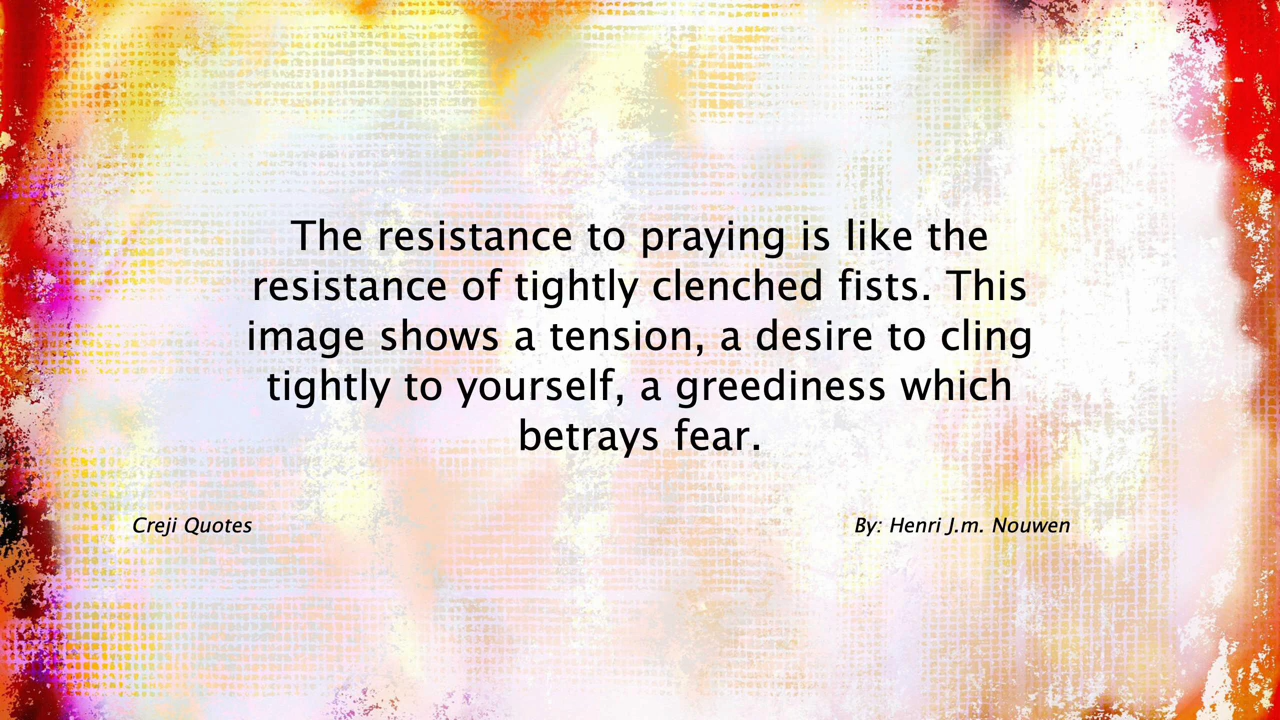 The resistance to praying is like the
resistance of tightly clenched fists. This
image shows a tension, a desire to cling
tightly to yourself, a greediness which
betrays fear.
Creji Quotes
By: Henri J.m. Nouwen